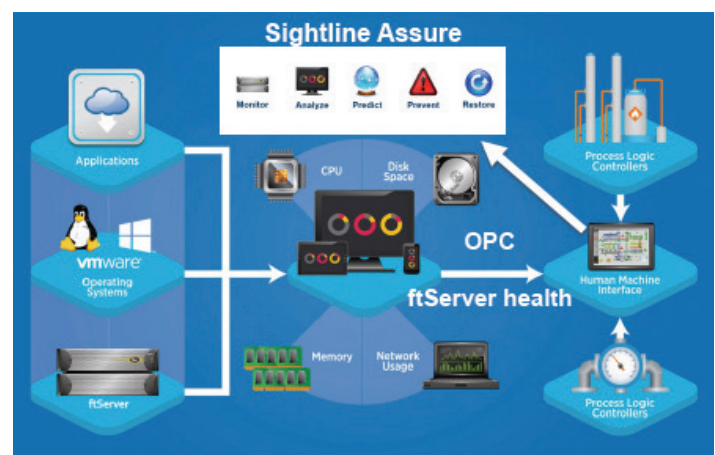 Sightline Assure
Monitor
Analyze
Predict
Prevent
Restore
Applications
CPU
Disk
Space
Process Logic
Controllers
vmware
Operating
Systems
OPC
ftServer health
Human Machine
Interface
Memory
Network
Usage
ftServer
Process Logic
Controllers